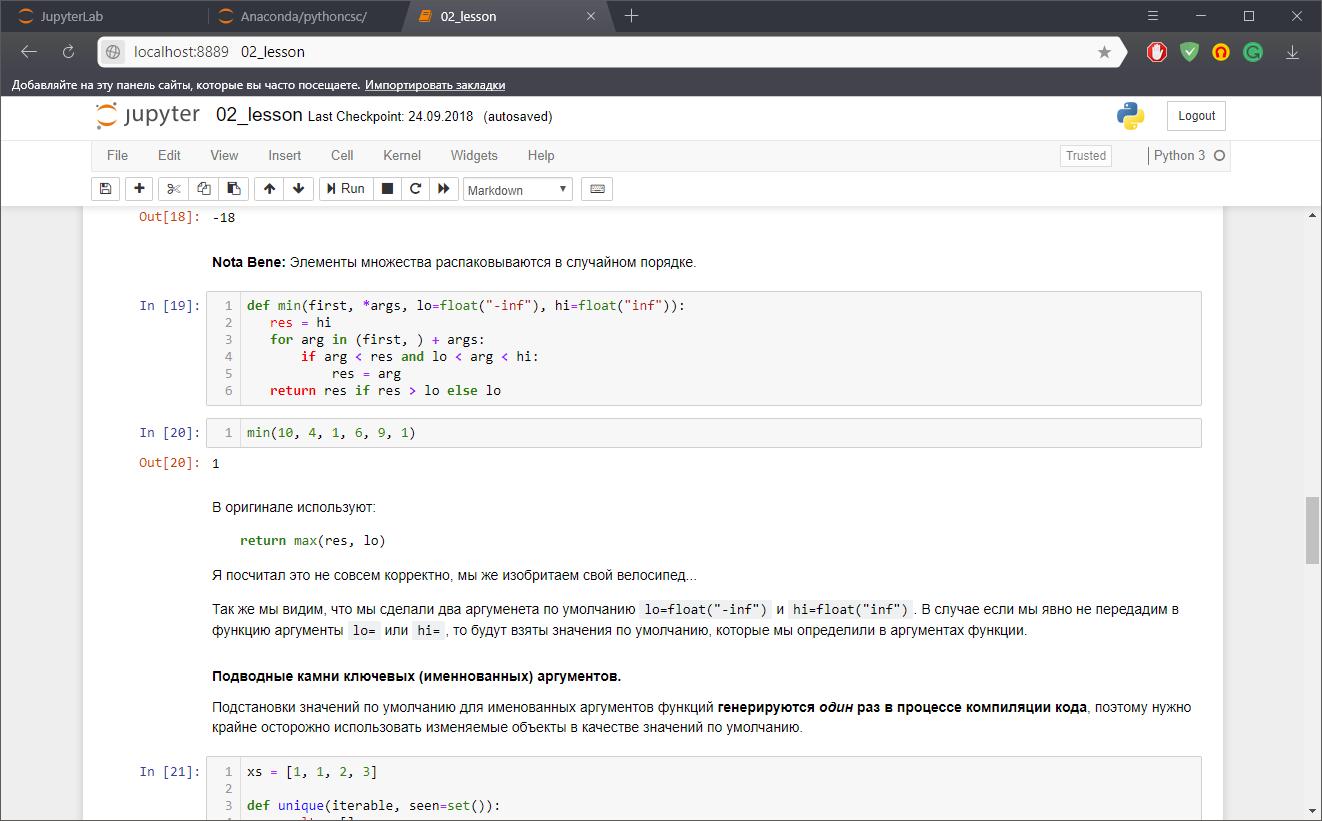 JupyterLab
Anaconda/pythoncsc/
02_lesson
localhost:8889 02_lesson
Добавляйте на эту панель сайты, которые вы часто посещаете. Импортировать закладки
jupyter 02_lesson Last Checkpoint: 24.09.2018 (autosaved)
Logout
File Edit View Insert Cell Kernel Widgets Help
Trusted
Python 3
Run
Markdown
Out[18]: -18
Nota Bene: Элементы множества распаковываются в случайном порядке.
In [19]:
1 def min(first, *args, lo=float("-inf"), hi=float("inf")):
2 res = hi
3 for arg in (first, ) + args:
4 if arg < res and lo < arg < hi:
5 res = arg
6 return res if res > lo else lo
In [20]: 1 min(10, 4, 1, 6, 9, 1)
Out[20]: 1
В оригинале используют:
return max(res, lo)
Я посчитал это не совсем корректно, мы же изобритаем свой велосипед...
Так же мы видим, что мы сделали два аргуменета по умолчанию lo=float("-inf") и hi=float("inf") . В случае если мы явно не передадим в
функцию аргументы lo= или hi= , то будут взяты значения по умолчанию, которые мы определили в аргументах функции.
Подводные камни ключевых (именнованных) аргументов.
Подстановки значений по умолчанию для именованных аргументов функций генерируются один раз в процессе компиляции кода, поэтому нужно
крайне осторожно использовать изменяемые объекты в качестве значений по умолчанию.
In [21]:
1 xs = [1, 1, 2, 3]
2
3 def unique(iterable, seen=set()):